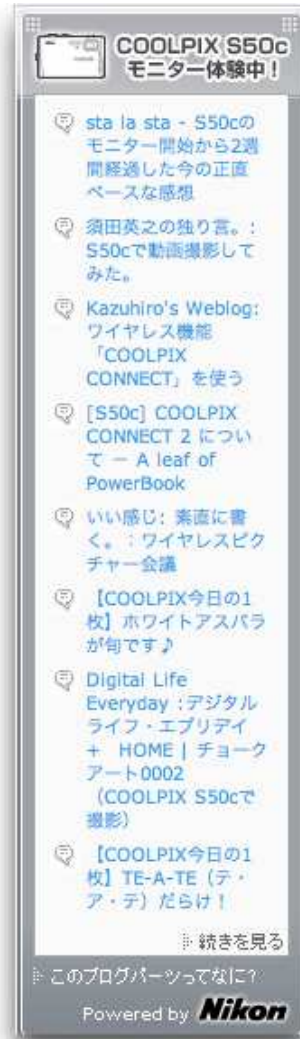 COOLPIX S50c
モニター体験中！
sta la sta - S50cの
モニター開始から2週
間経過した今の正直
ベースな感想
須田英之の独り言。:
S50cで動画撮影して
みた。
Kazuhiro's Weblog:
ワイヤレス機能
「COOLPIX
CONNECT」を使う
[S50c] COOLPIX
CONNECT 2 につい
て － A leaf of
PowerBook
いい感じ: 素直に書
く。：ワイヤレスピク
チャー会議
【COOLPIX今日の1
枚】ホワイトアスパラ
が旬です♪
Digital Life
Everyday :デジタル
ライフ・エブリデイ
+ HOME | チョーク
アート0002
（COOLPIX S50cで
撮影）
【COOLPIX今日の1
枚】TE-A-TE（テ・
ア・テ）だらけ！
続きを見る
このブログパーツってなに?
Powered by Nikon